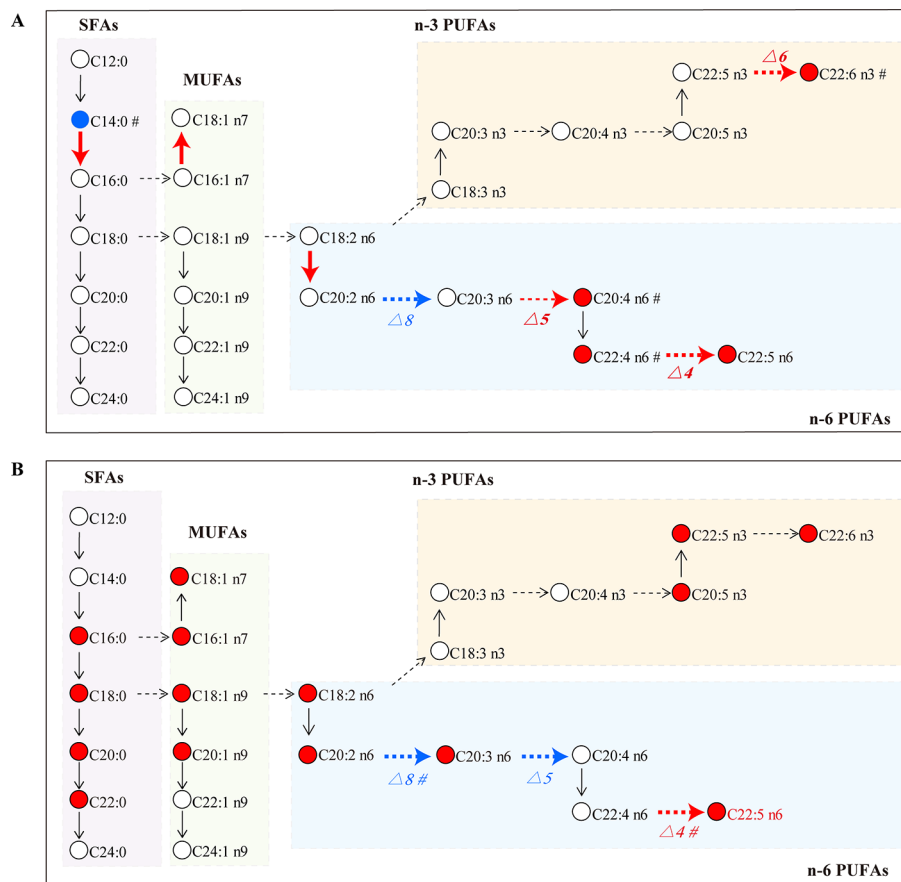 A
SFAs
n-3 PUFAs
C12:0
△6
C22:5 n3
C22:6 n3 #
MUFAs
C14:0 #
C18:1 n7
C20:3 n3
C20:4 n3
C20:5 n3
C16:0
C16:1 n7
C18:3 n3
C18:0
C18:1 n9
C18:2 n6
C20:0
C20:1 n9
C20:2 n6
△8
C20:3 n6
△5
C20:4 n6 #
C22:0
C22:1 n9
C22:4 n6 #
△4
C22:5 n6
C24:0
C24:1 n9
n-6 PUFAs
B
SFAs
n-3 PUFAs
C12:0
MUFAs
C22:5 n3
C22:6 n3
C14:0
C18:1 n7
C20:3 n3
C20:4 n3
C20:5 n3
C16:0
C16:1 n7
C18:3 n3
C18:0
C18:1 n9
C18:2 n6
C20:0
C20:1 n9
C20:2 n6
△8 #
C20:3 n6
△5
C20:4 n6
C22:0
C22:1 n9
C22:4 n6
△4 #
C22:5 n6
C24:0
C24:1 n9
n-6 PUFAs